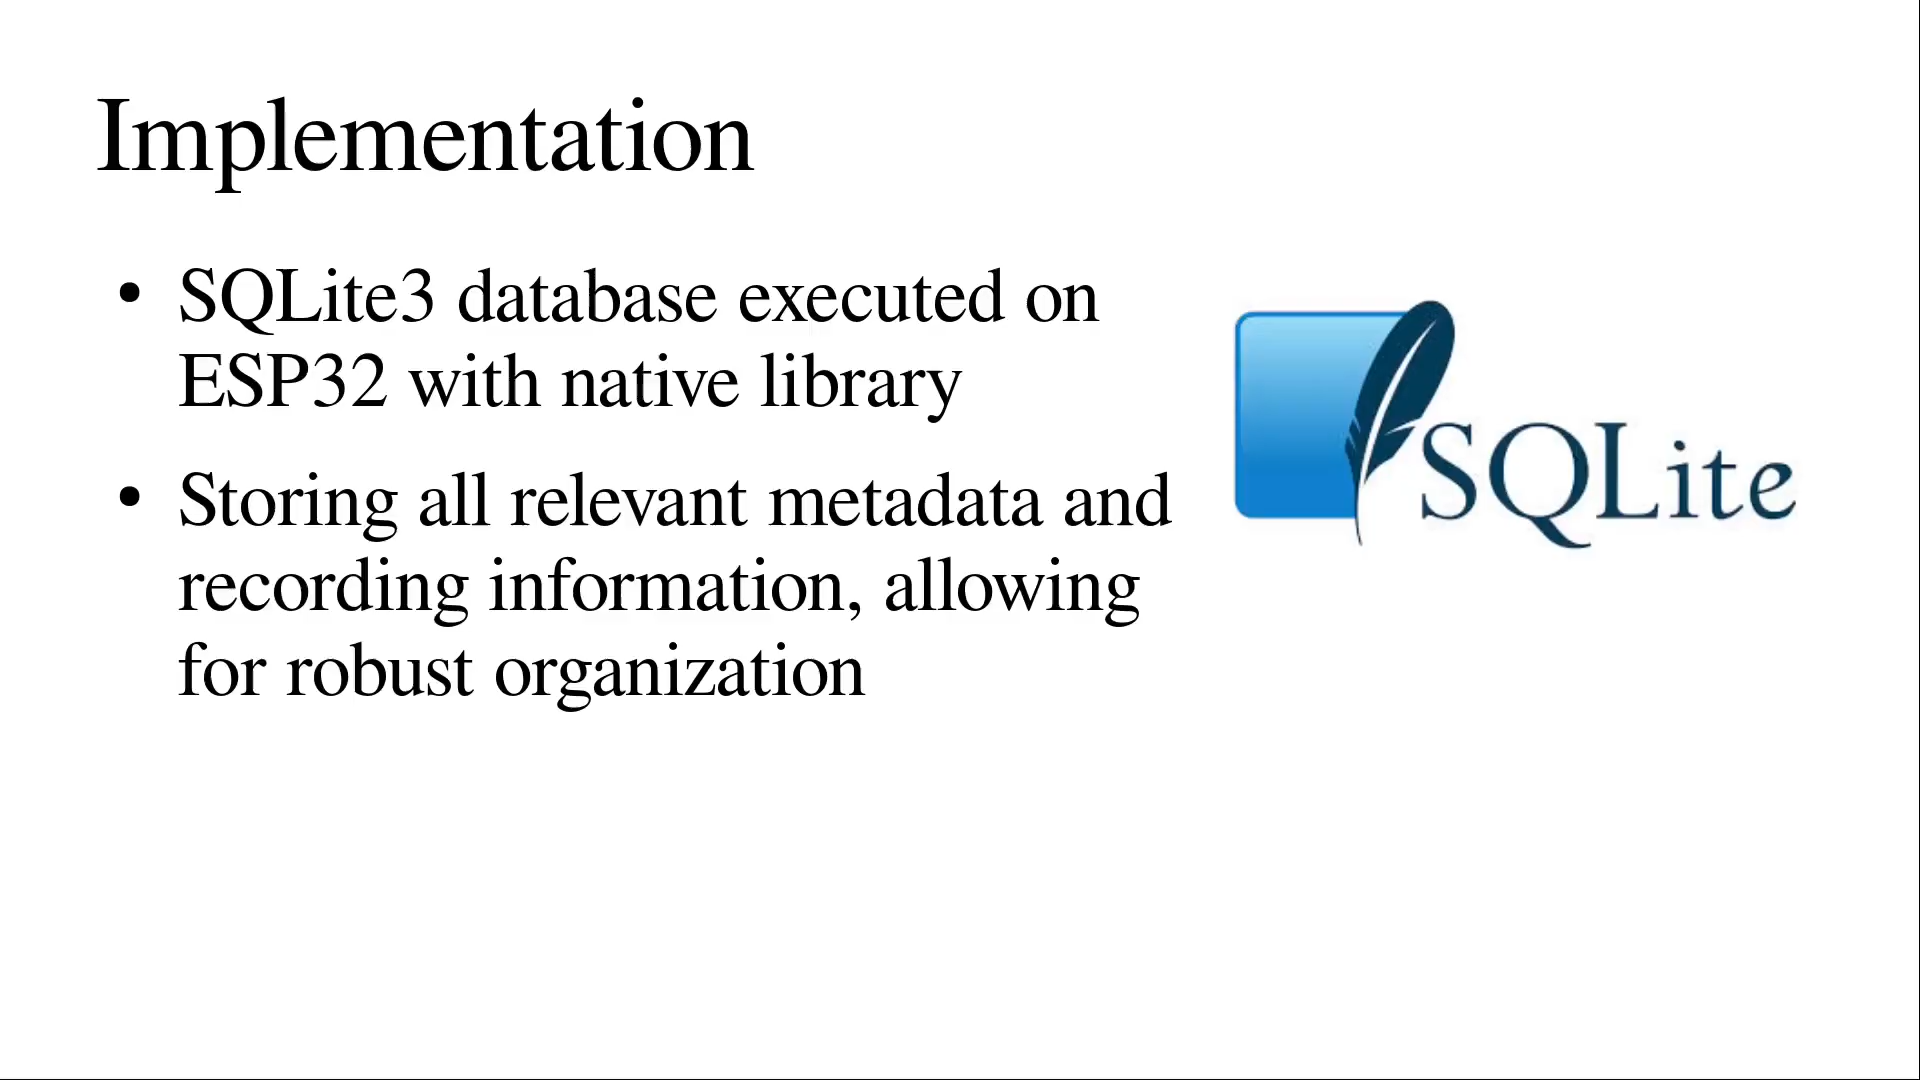 Implementation
• SQLite3 database executed on
ESP32 with native library
• Storing all relevant metadata and
recording information, allowing
for robust organization
SQLite